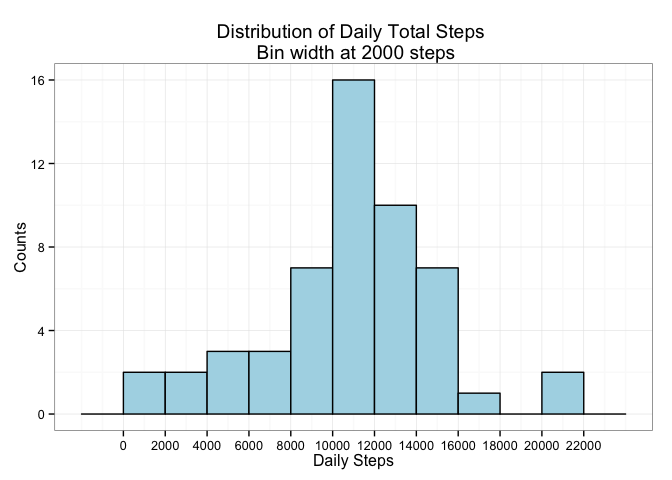 Distribution of Daily Total Steps
Bin width at 2000 steps
16
12
8
4
0
Counts
0 2000 4000 6000 8000 10000 12000 14000 16000 18000 20000 22000
Daily Steps